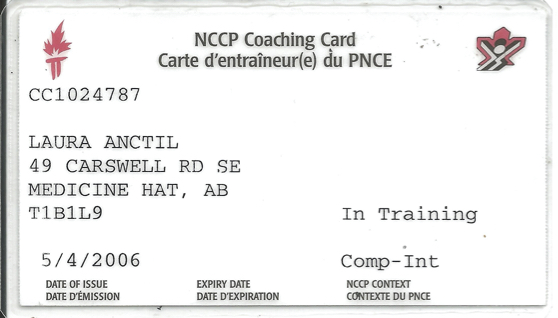 NCCP Coaching Card
Carte d'entraîneur(e) du PNCE
CC1024787
LAURA ANCTIL
49 CARSWELL RD SE
MEDICINE HAT, AB
T1B1L9
In Training
5/4/2006
Comp-Int
DATE OF ISSUE EXPIRY DATE NCCP CONTEXT
DATE D'ÉMISSION DATE D'EXPIRATION CONTEXTE DU PNCE